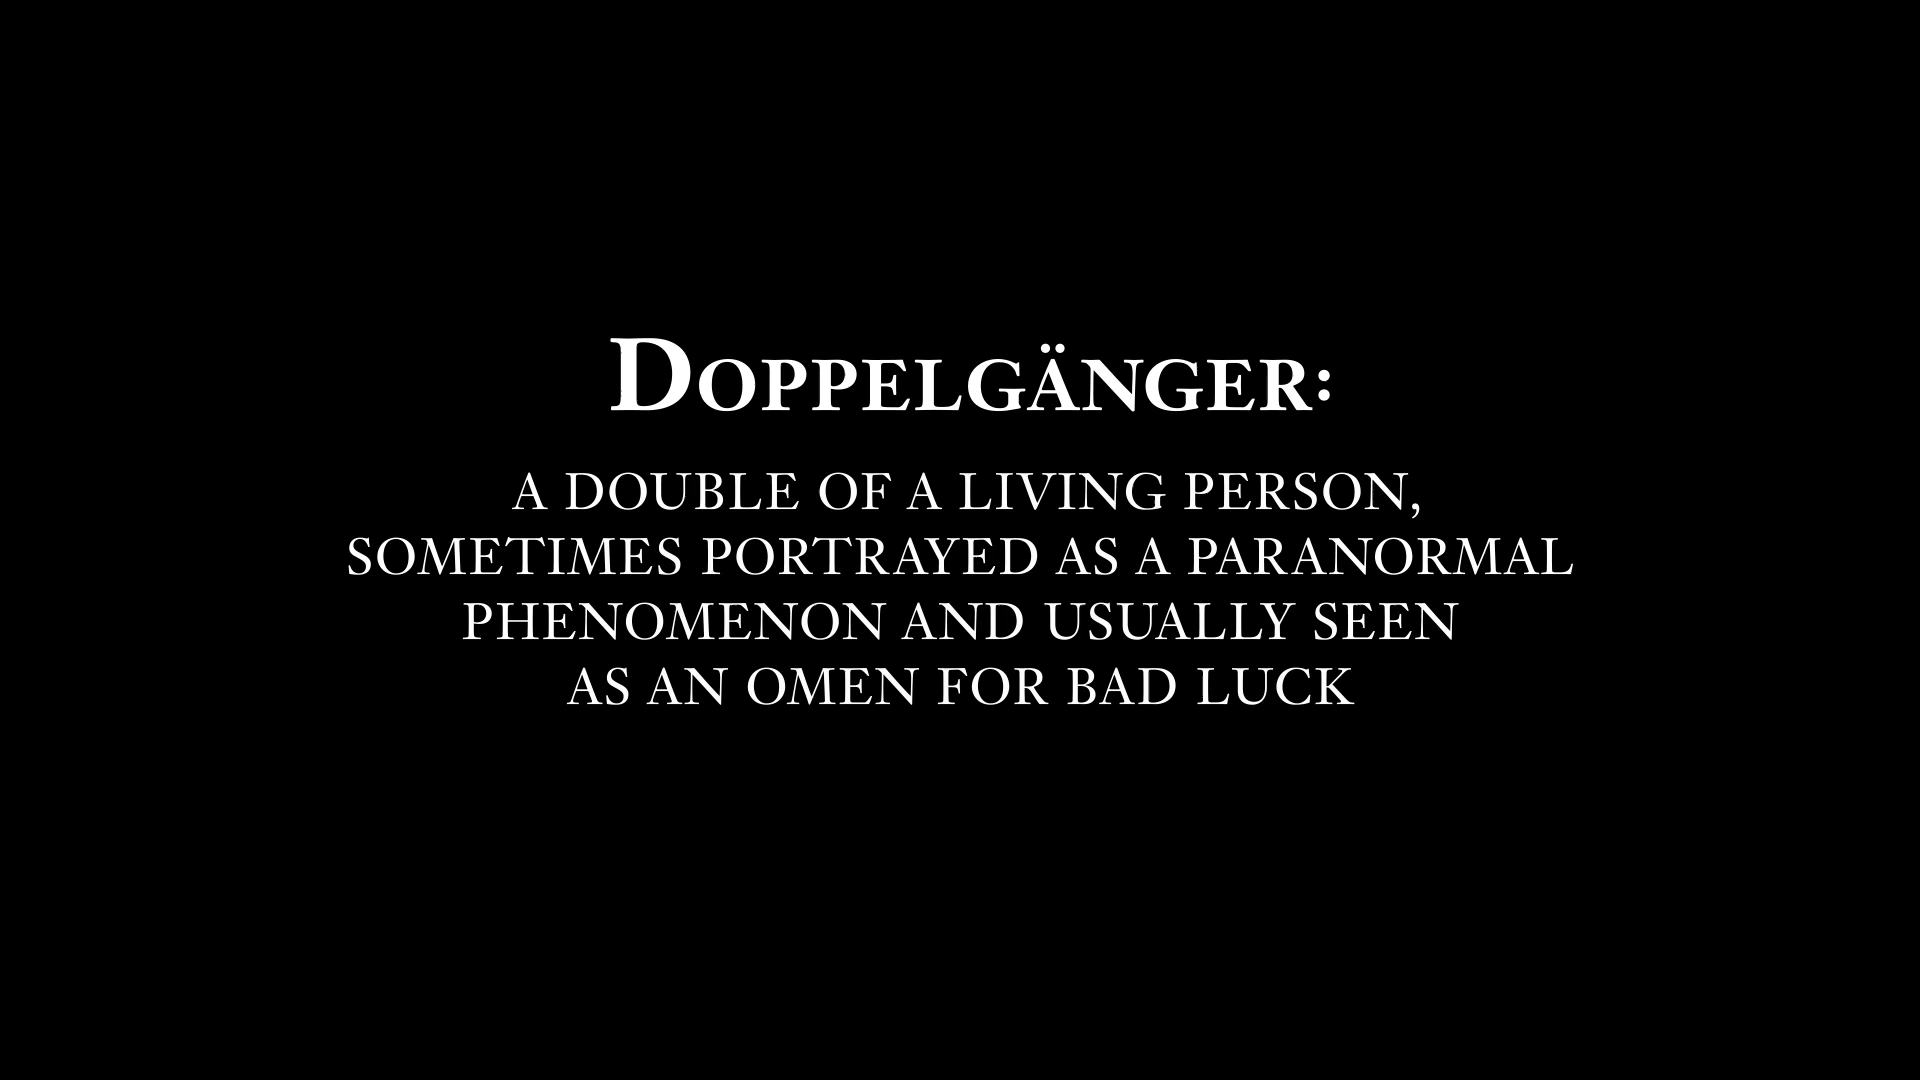 Doppelgänger:
A DOUBLE OF A LIVING PERSON,
SOMETIMES PORTRAYED AS A PARANORMAL
PHENOMENON AND USUALLY SEEN
AS AN OMEN FOR BAD LUCK